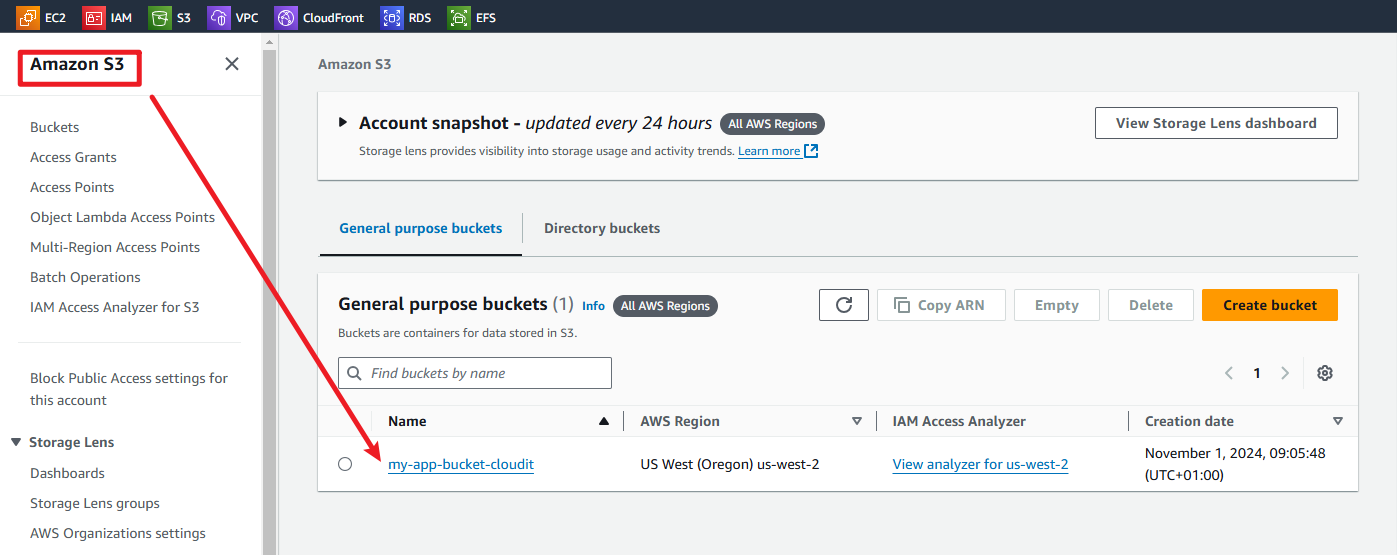 EC2 IAM S3 VPC CloudFront RDS EFS
Amazon S3
Buckets
Access Grants
Access Points
Object Lambda Access Points
Multi-Region Access Points
Batch Operations
IAM Access Analyzer for S3
Block Public Access settings for
this account
Storage Lens
Dashboards
Storage Lens groups
AWS Organizations settings
Amazon S3
Account snapshot - updated every 24 hours All AWS Regions
View Storage Lens dashboard
Storage lens provides visibility into storage usage and activity trends. Learn more
General purpose buckets Directory buckets
General purpose buckets (1) Info All AWS Regions
Copy ARN Empty Delete Create bucket
Buckets are containers for data stored in S3.
Find buckets by name
1
Name AWS Region IAM Access Analyzer Creation date
my-app-bucket-cloudit US West (Oregon) us-west-2 View analyzer for us-west-2 November 1, 2024, 09:05:48
(UTC+01:00)